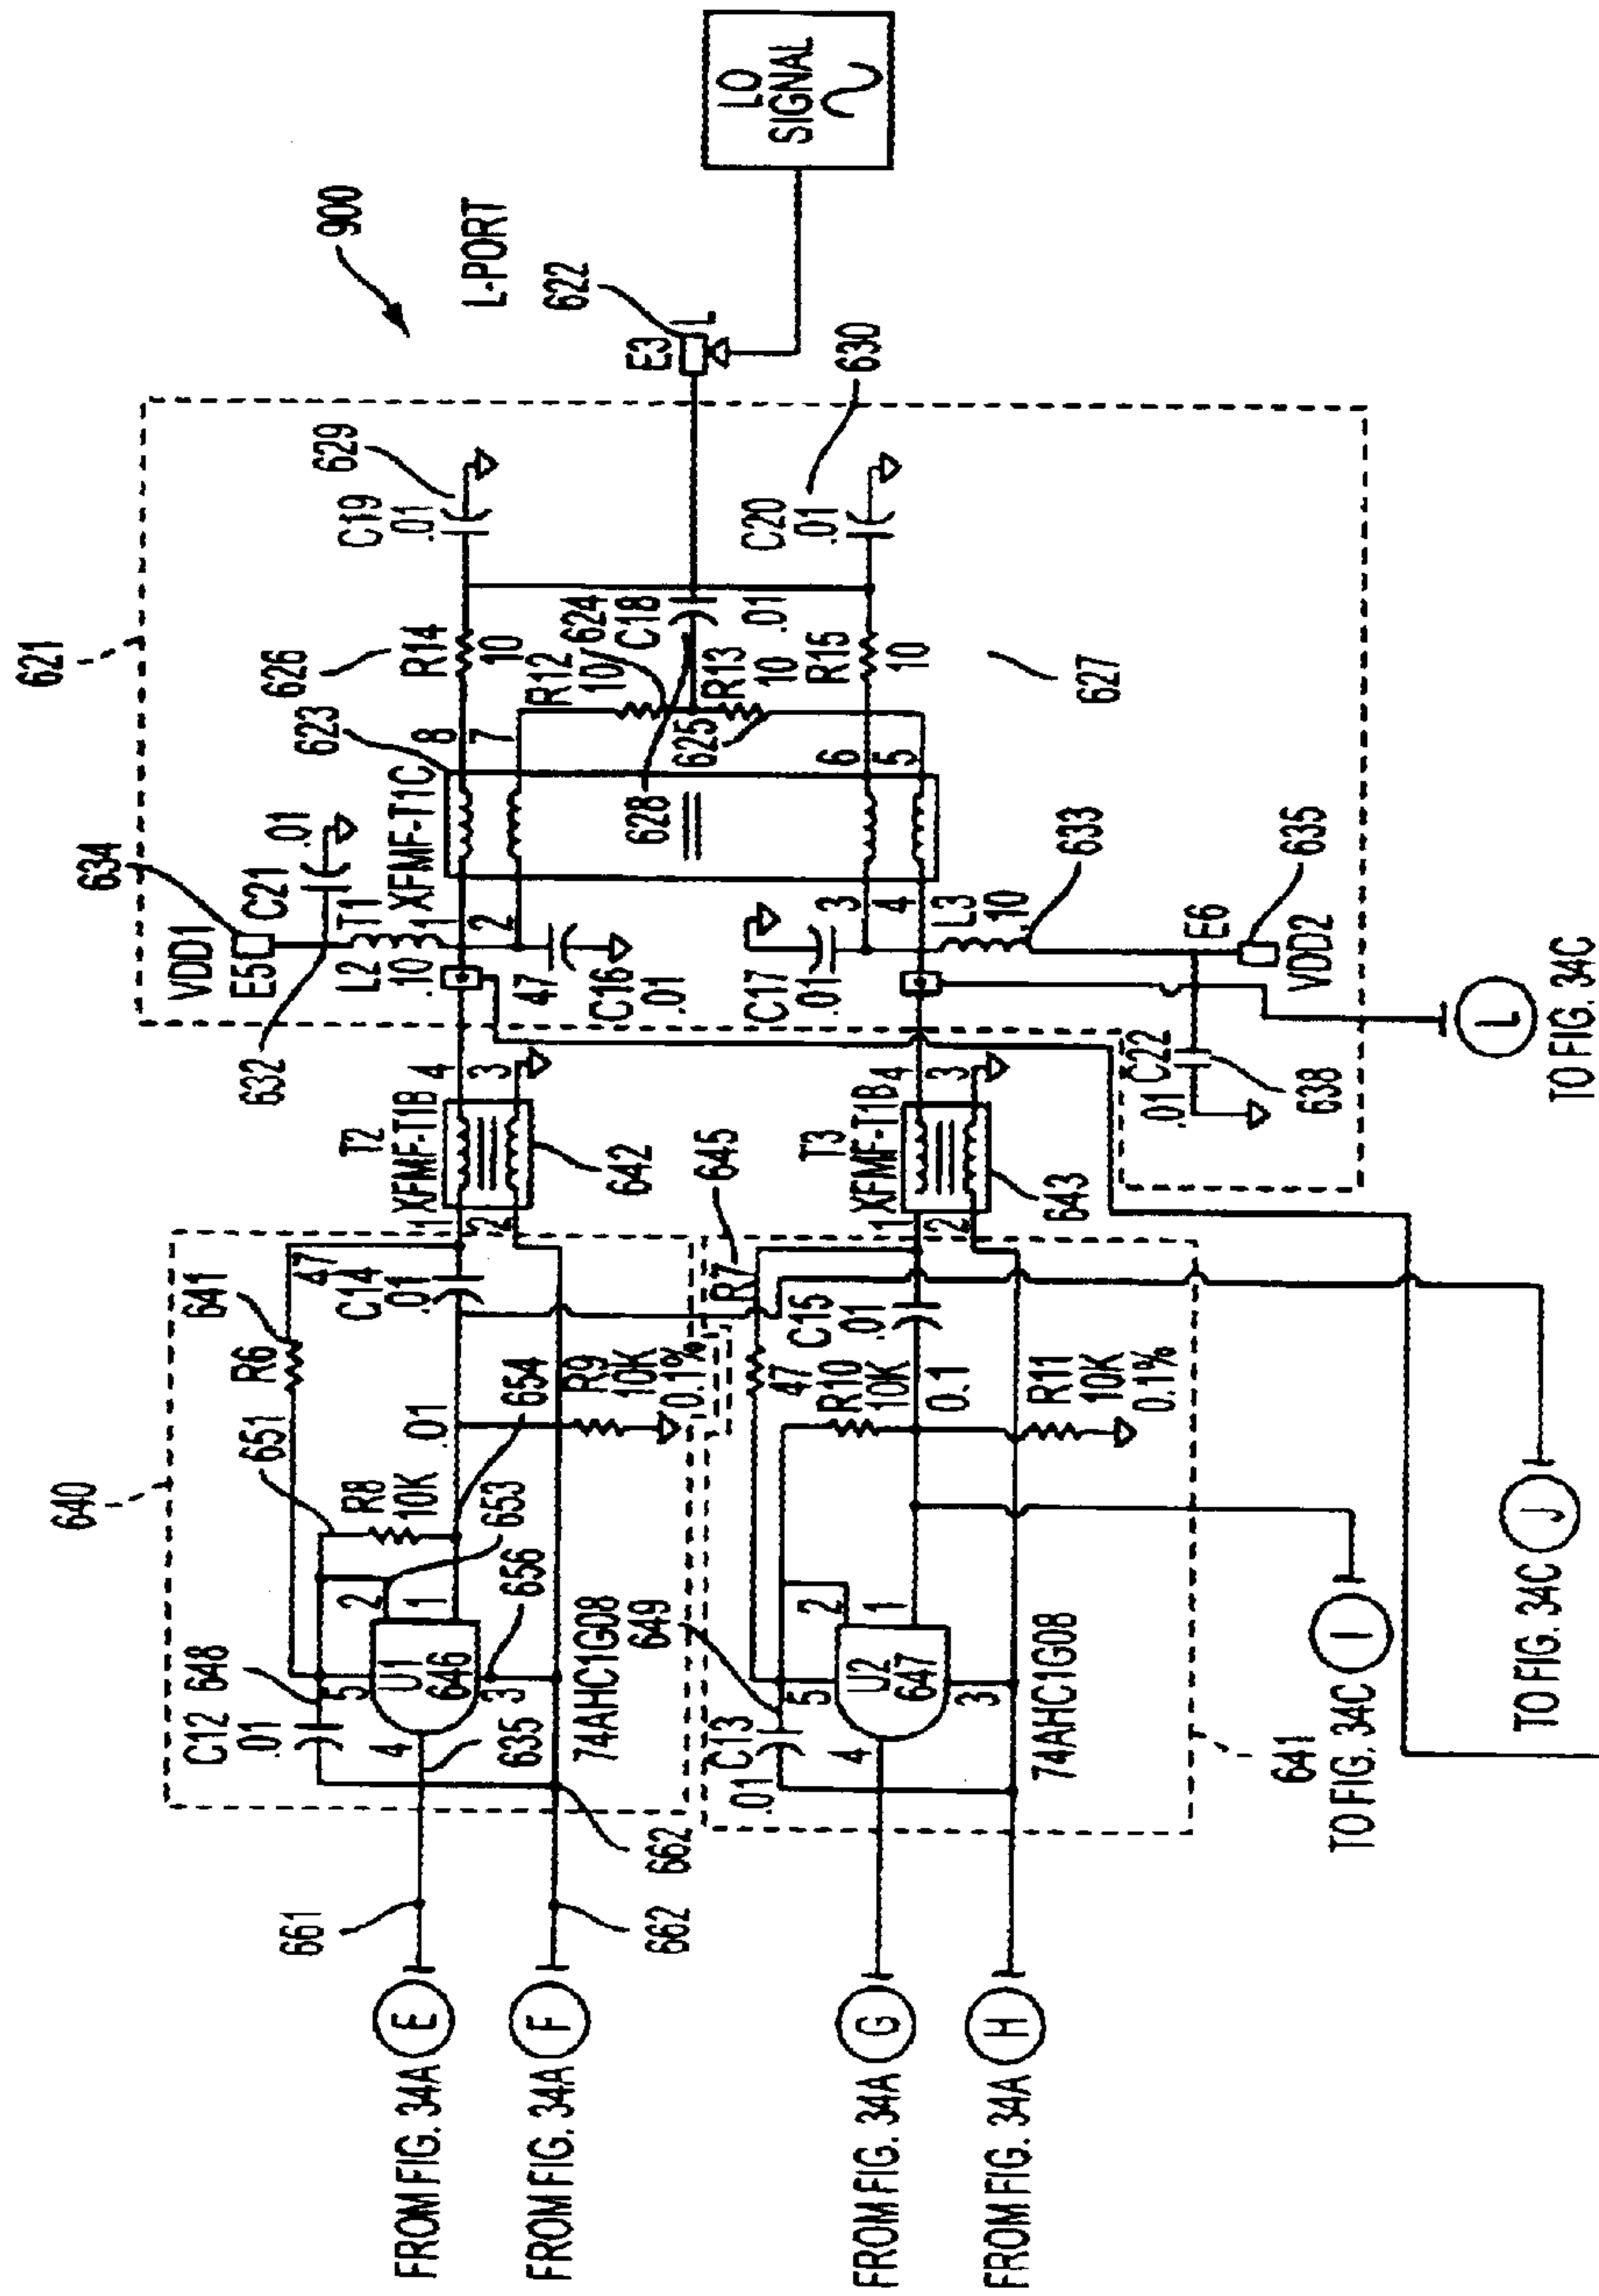 900
L-PORT
LO
SIGNAL
621
634
VDD1
E5
C21
.01
632
L2
.10
T1
XFMF-T1C
1
2
623
8
7
626
R14
10
C19
.01
629
E3
L
622
R12
10
624
C18
.01
R13
10
625
R15
10
628
6
5
3
4
C20
.01
630
627
47
C16
.01
C17
.01
L3
10
633
E6
635
VDD2
*C22
.01
638
L
TO FIG. 34C
T2
XFMF-T1B
1
2
4
3
642
T3
XFMF-T1B
1
2
4
3
643
645
640
641
R6
47
C14
.01
651
R8
10K
.01
654
R9
10K
0.1%
653
656
C12
.01
648
5
2
1
U1
646
3
4
635
74AHC1G08
649
R7
47
C15
.01
R10
10K
0.1
R11
10K
0.1%
C13
.01
5
2
1
U2
647
3
4
74AHC1G08
641
661
662
662
FROM FIG. 34A E
FROM FIG. 34A F
FROM FIG. 34A G
FROM FIG. 34A H
TO FIG. 34C I
TO FIG. 34C J